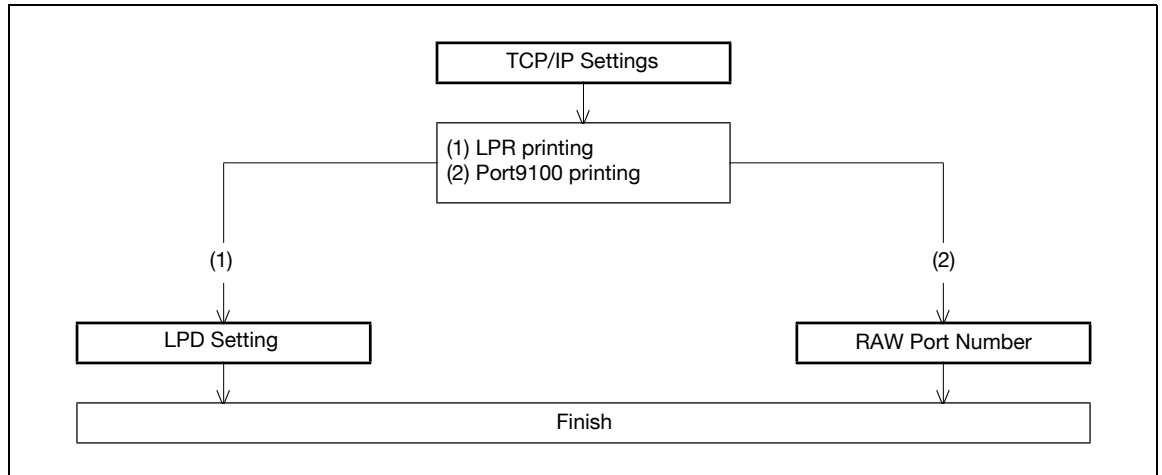 TCP/IP Settings
(1) LPR printing
(2) Port9100 printing
(1)
(2)
LPD Setting
RAW Port Number
Finish